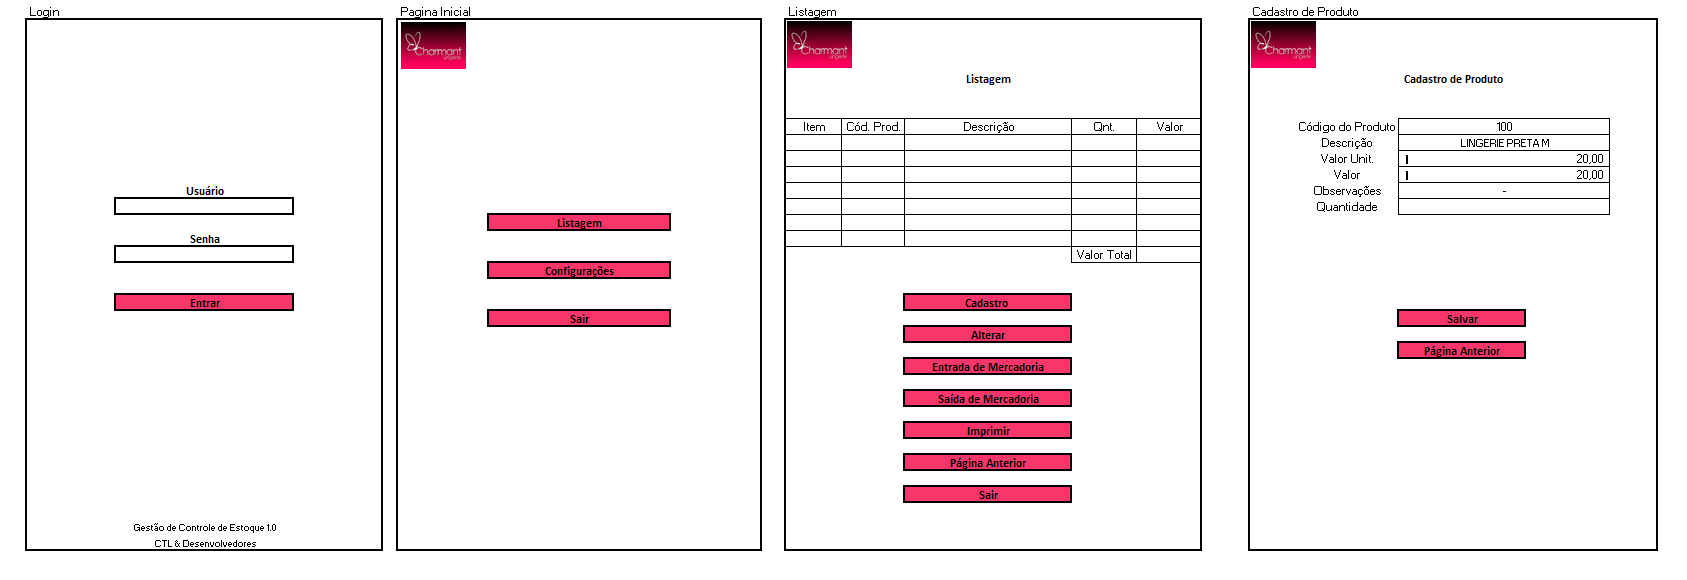 Login
Usuário
Senha
Entrar
Gestão de Controle de Estoque 1.0
CTL & Desenvolvedores
Pagina Inicial
Charmant
lingerie
Listagem
Configurações
Sair
Listagem
Charmant
lingerie
Listagem
Item Cód. Prod. Descrição Qnt. Valor
Valor Total
Cadastro
Alterar
Entrada de Mercadoria
Saída de Mercadoria
Imprimir
Página Anterior
Sair
Cadastro de Produto
Charmant
lingerie
Cadastro de Produto
Código do Produto 100
Descrição LINGERIE PRETA M
Valor Unit. 20,00
Valor 20,00
Observações -
Quantidade
Salvar
Página Anterior